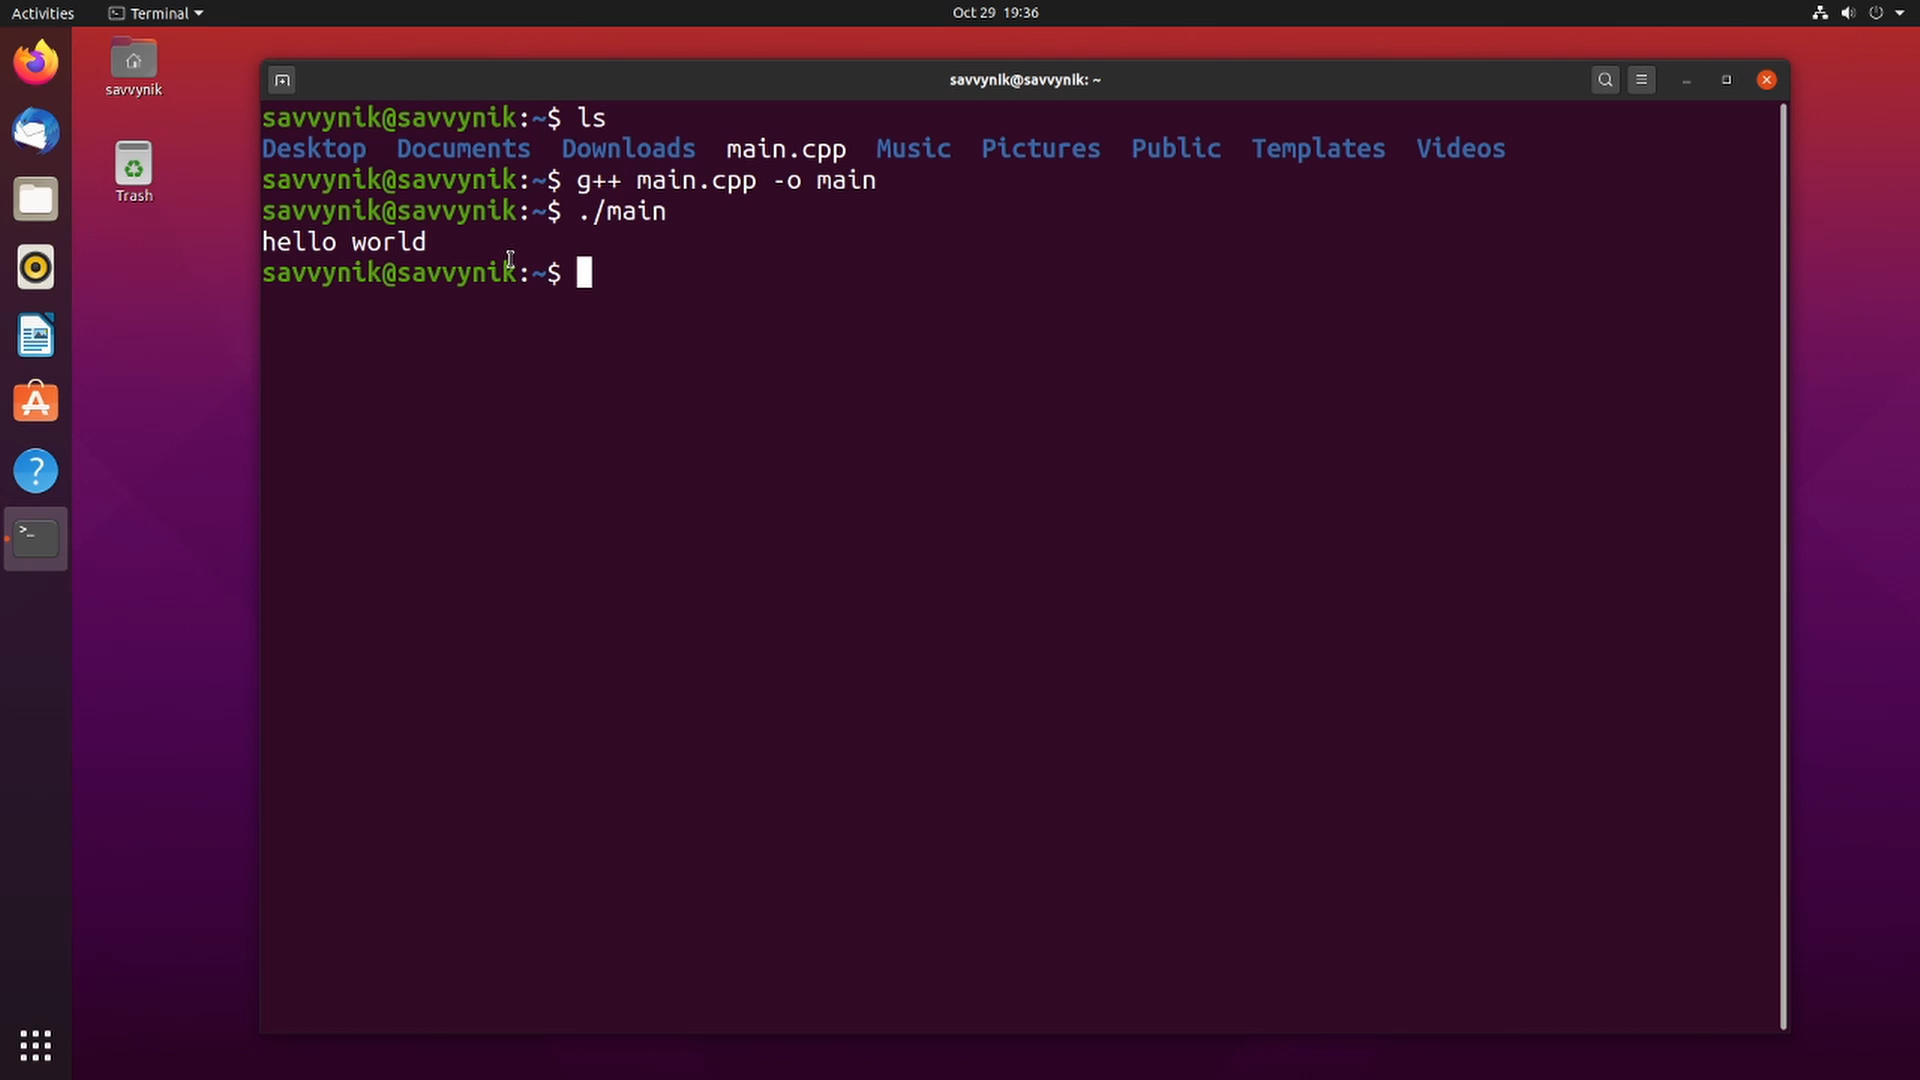 Activities Terminal Oct 29 19:36
savvynik
Trash
savvynik@savvynik: ~
savvynik@savvynik:~$ ls
Desktop Documents Downloads main.cpp Music Pictures Public Templates Videos
savvynik@savvynik:~$ g++ main.cpp -o main
savvynik@savvynik:~$ ./main
hello world
savvynik@savvynik:~$